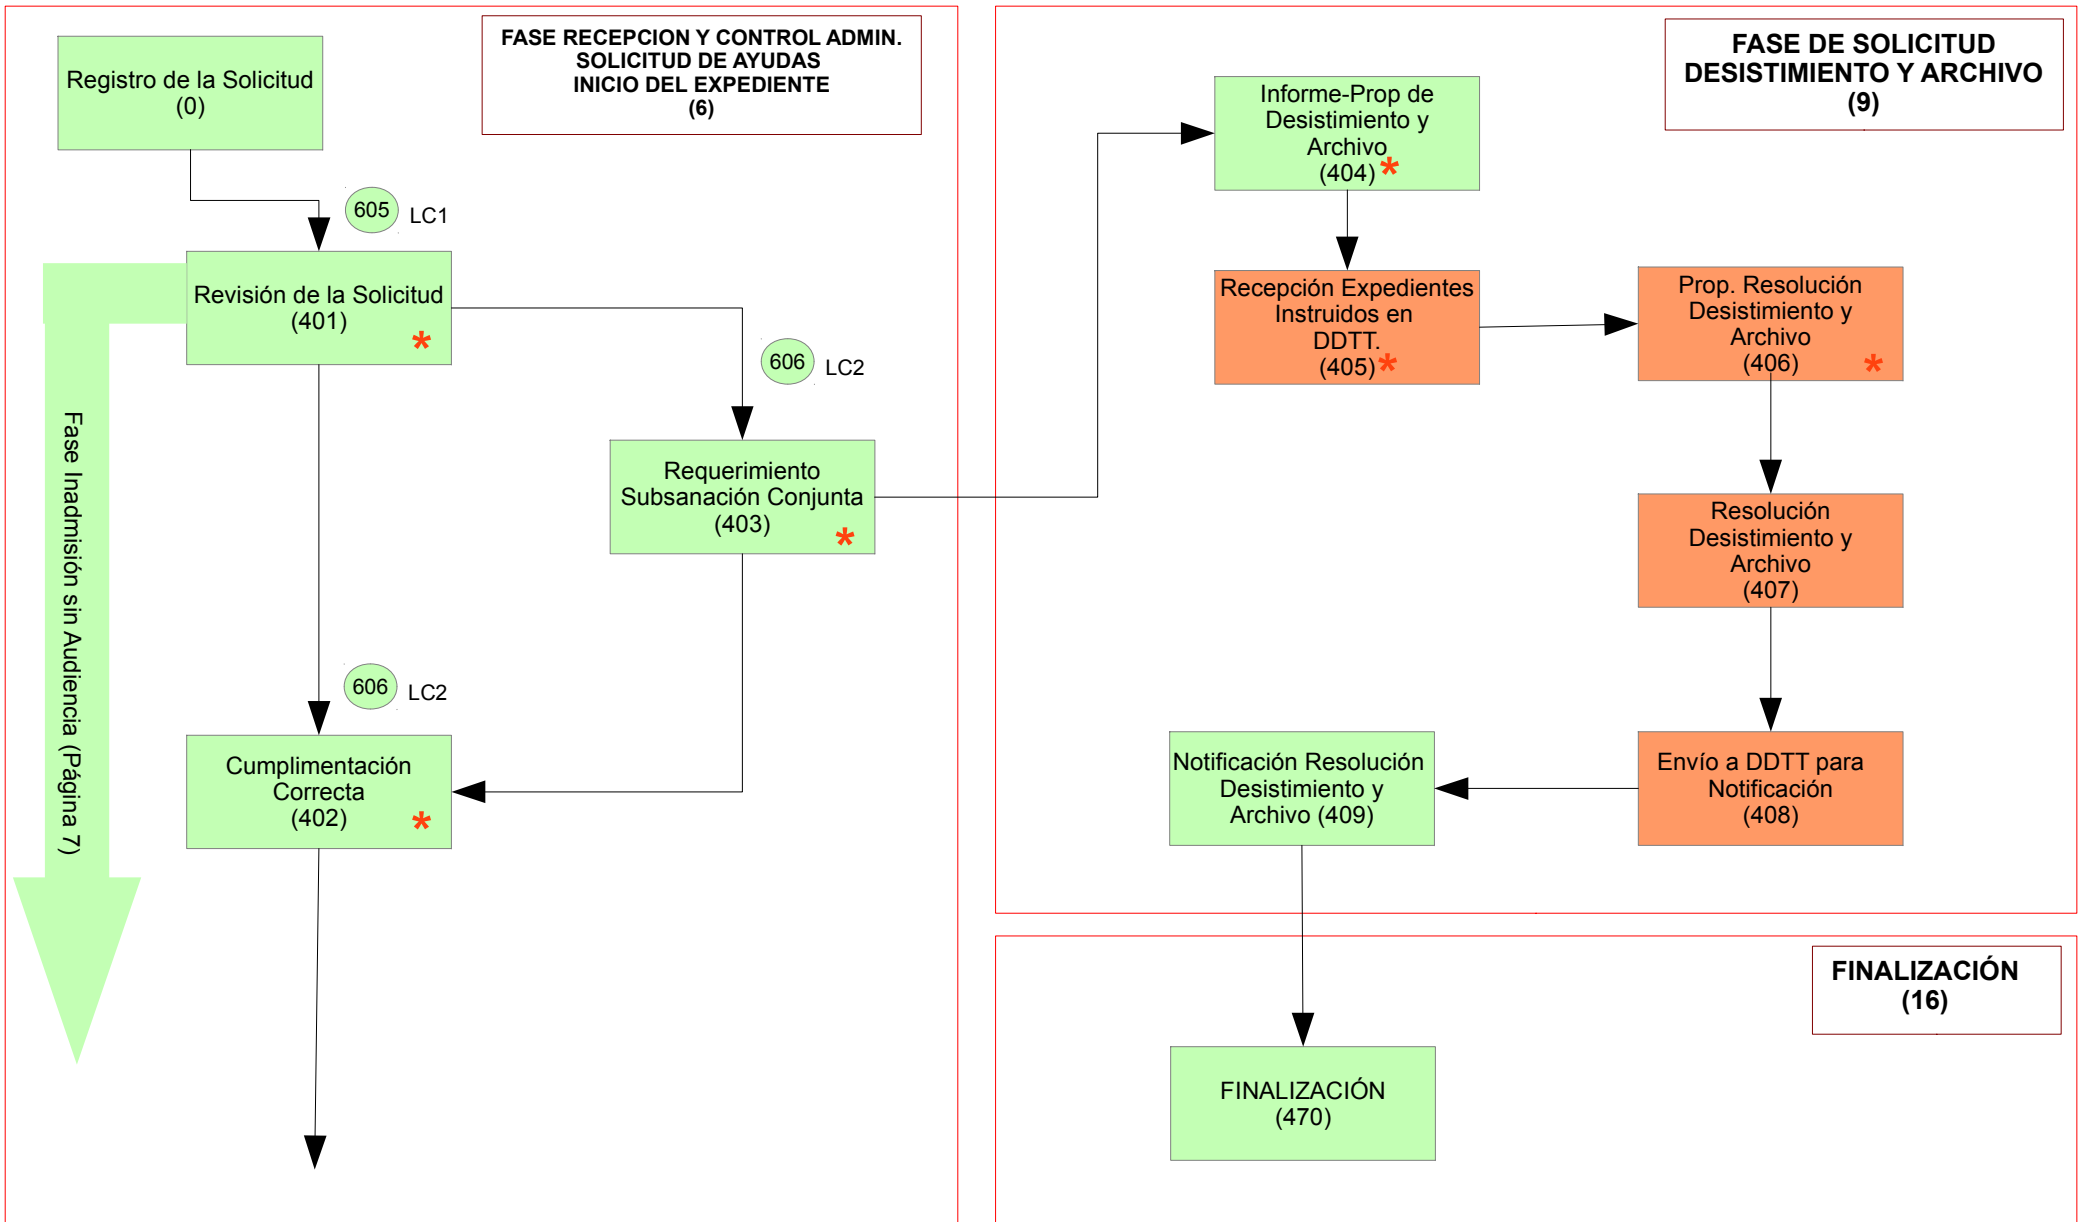 FASE RECEPCION Y CONTROL ADMIN.
SOLICITUD DE AYUDAS
INICIO DEL EXPEDIENTE
(6)
Registro de la Solicitud
(0)
605 LC1
Revisión de la Solicitud
(401)
*
606 LC2
Requerimiento
Subsanación Conjunta
(403)
*
606 LC2
Cumplimentación
Correcta
(402)
*
Fase Inadmisión sin Audiencia (Página 7)
FASE DE SOLICITUD
DESISTIMIENTO Y ARCHIVO
(9)
Informe-Prop de
Desistimiento y
Archivo
(404) *
Recepción Expedientes
Instruidos en
DDTT.
(405) *
Prop. Resolución
Desistimiento y
Archivo
(406) *
Resolución
Desistimiento y
Archivo
(407)
Envío a DDTT para
Notificación
(408)
Notificación Resolución
Desistimiento y
Archivo (409)
FINALIZACIÓN
(16)
FINALIZACIÓN
(470)